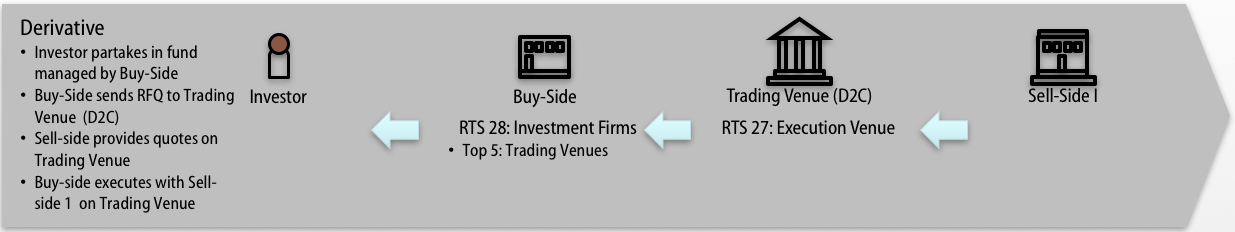 Derivative
• Investor partakes in fund
managed by Buy-Side
• Buy-Side sends RFQ to Trading
Venue (D2C)
• Sell-side provides quotes on
Trading Venue
• Buy-side executes with Sell-
side 1 on Trading Venue
Investor
Buy-Side
RTS 28: Investment Firms
• Top 5: Trading Venues
Trading Venue (D2C)
RTS 27: Execution Venue
Sell-Side I